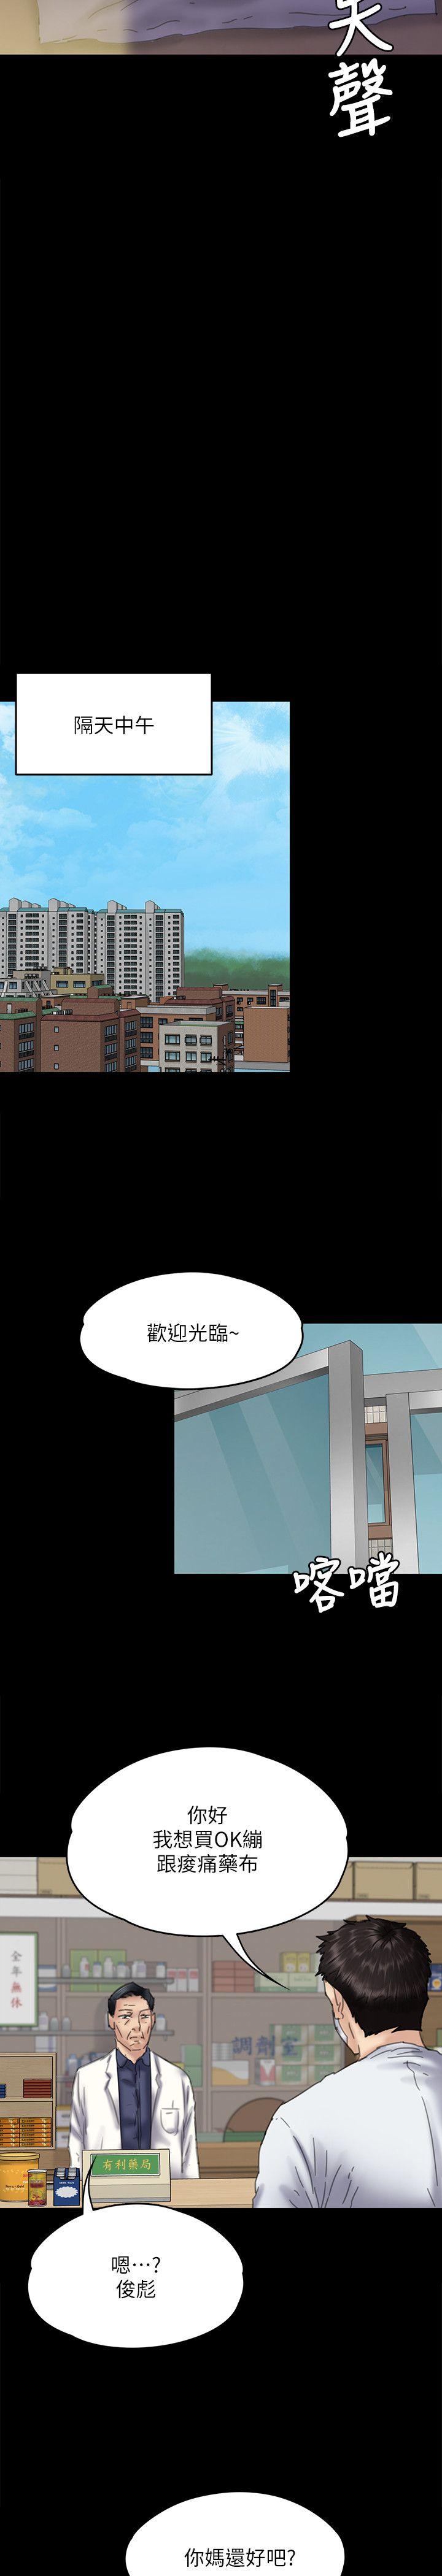 天
聲
隔天中午
歡迎光臨~
喀噹
你好
我想買OK繃
跟痠痛藥布
全年無休
調劑室
有利藥局
嗯…?
俊彪
你媽還好吧?